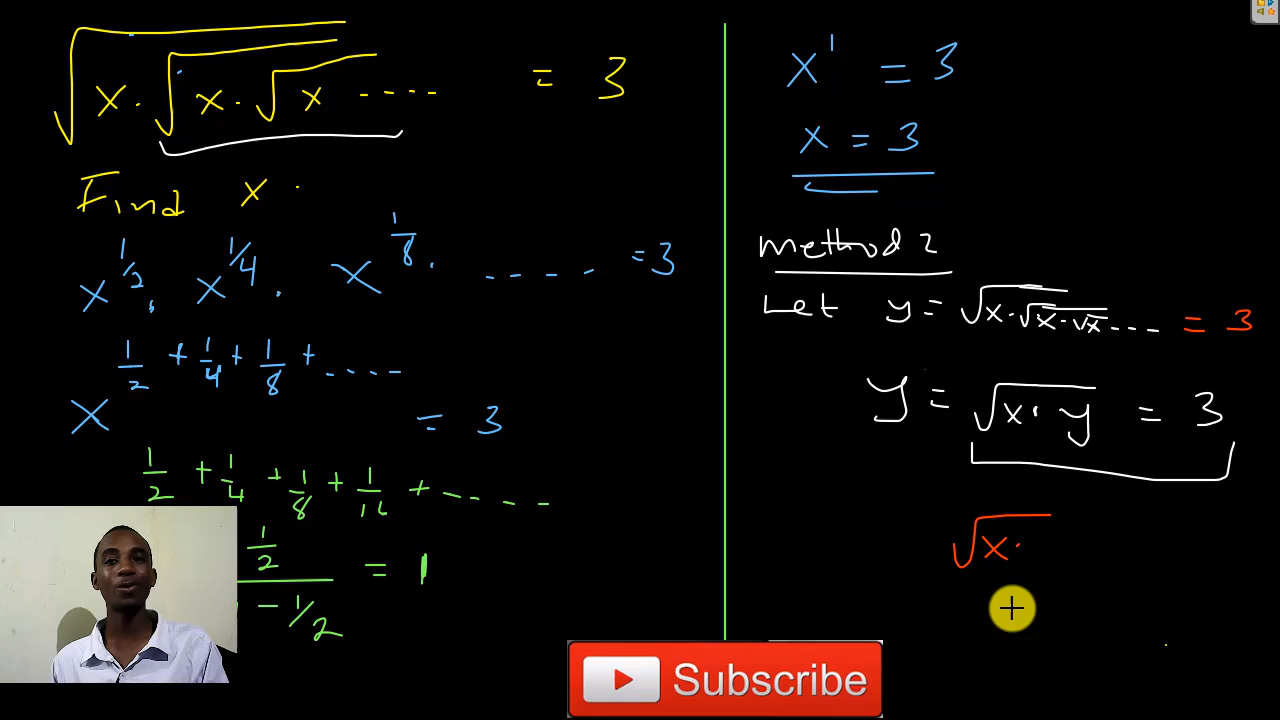 √(x·√(x·√x ····· = 3
Find x.
x^1/2 . x^1/4 . x^1/8 . ----- = 3
x^(1/2 + 1/4 + 1/8 + ....) = 3
1/2 + 1/4 + 1/8 + 1/16 + -----
1/2 / - 1/2 = 1
x^1 = 3
x = 3
method 2
Let y = √(x·√(x·√x ---- = 3
y = √(x·y) = 3
√x·
Subscribe